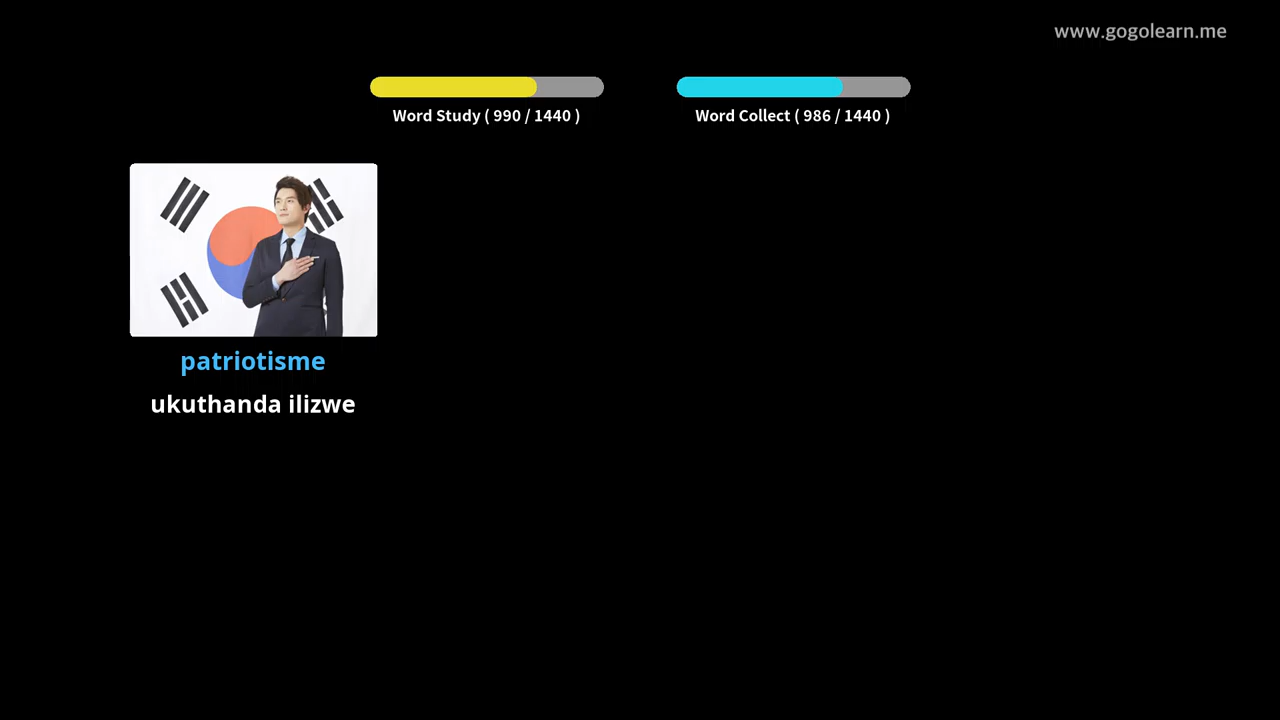 www.gogolearn.me
Word Study ( 990 / 1440 )
Word Collect ( 986 / 1440 )
patriotisme
ukuthanda ilizwe